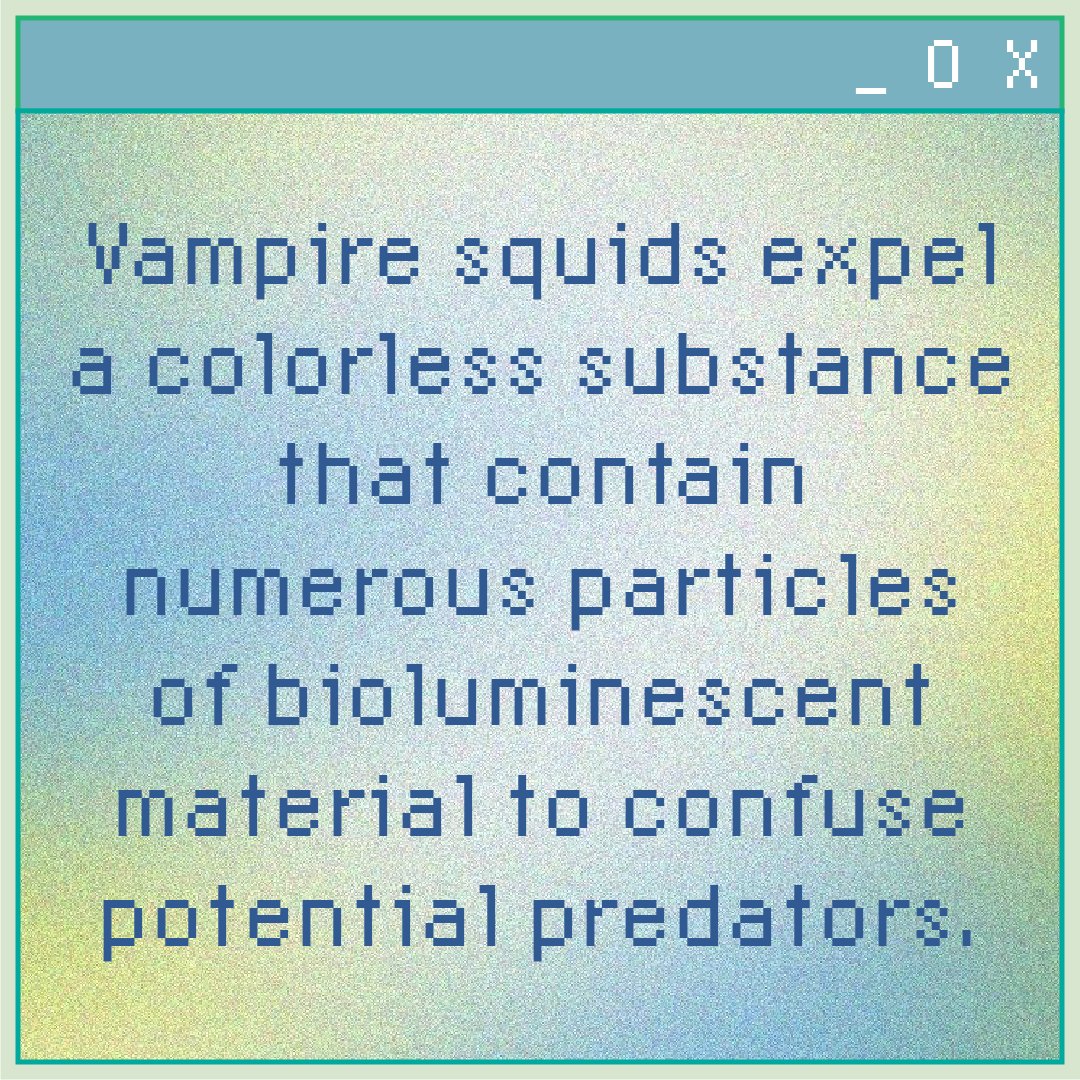 _ O X
Vampire squids expel
a colorless substance
that contain
numerous particles
of bioluminescent
material to confuse
potential predators.